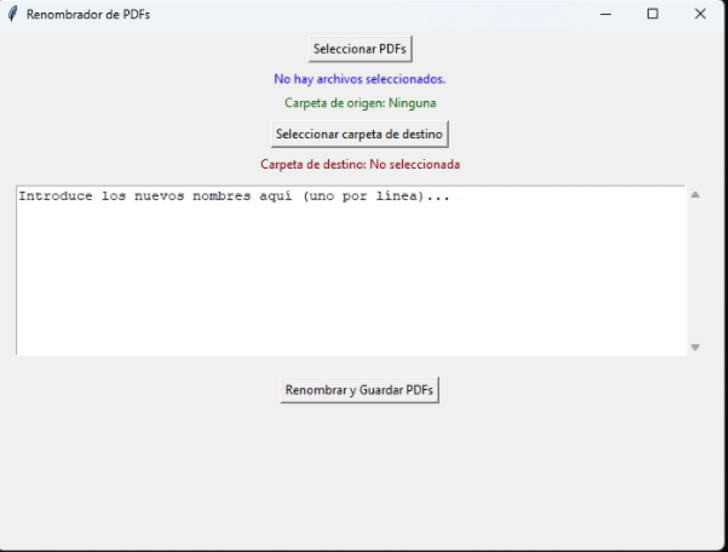 Renombrador de PDFs
Seleccionar PDFs
No hay archivos seleccionados.
Carpeta de origen: Ninguna
Seleccionar carpeta de destino
Carpeta de destino: No seleccionada
Introduce los nuevos nombres aquí (uno por línea)...
Renombrar y Guardar PDFs